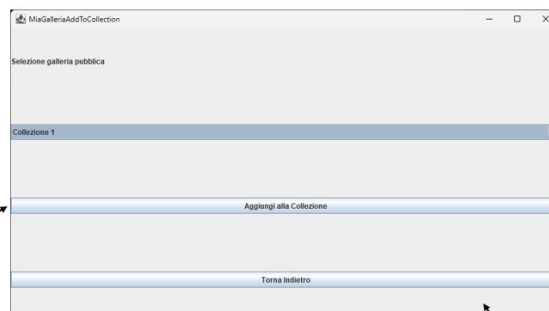 MiaGalleriaAddToCollection
Selezione galleria pubblica
Collezione 1
Aggiungi alla Collezione
Torna Indietro